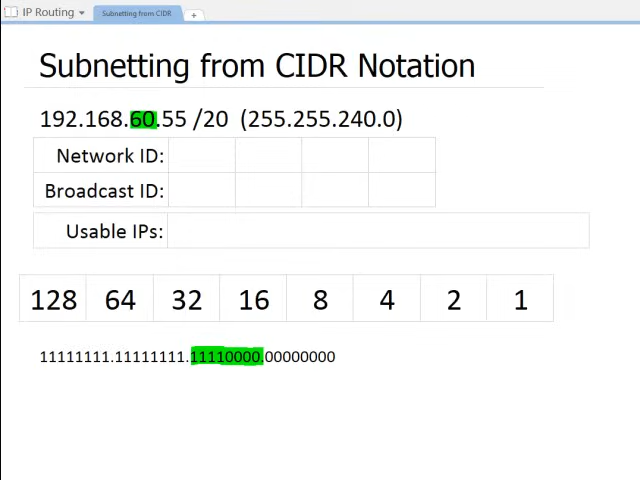 IP Routing
Subnetting from CIDR
+
Subnetting from CIDR Notation
192.168.60.55 /20 (255.255.240.0)
Network ID:
Broadcast ID:
Usable IPs:
128 64 32 16 8 4 2 1
11111111.11111111.11110000.00000000